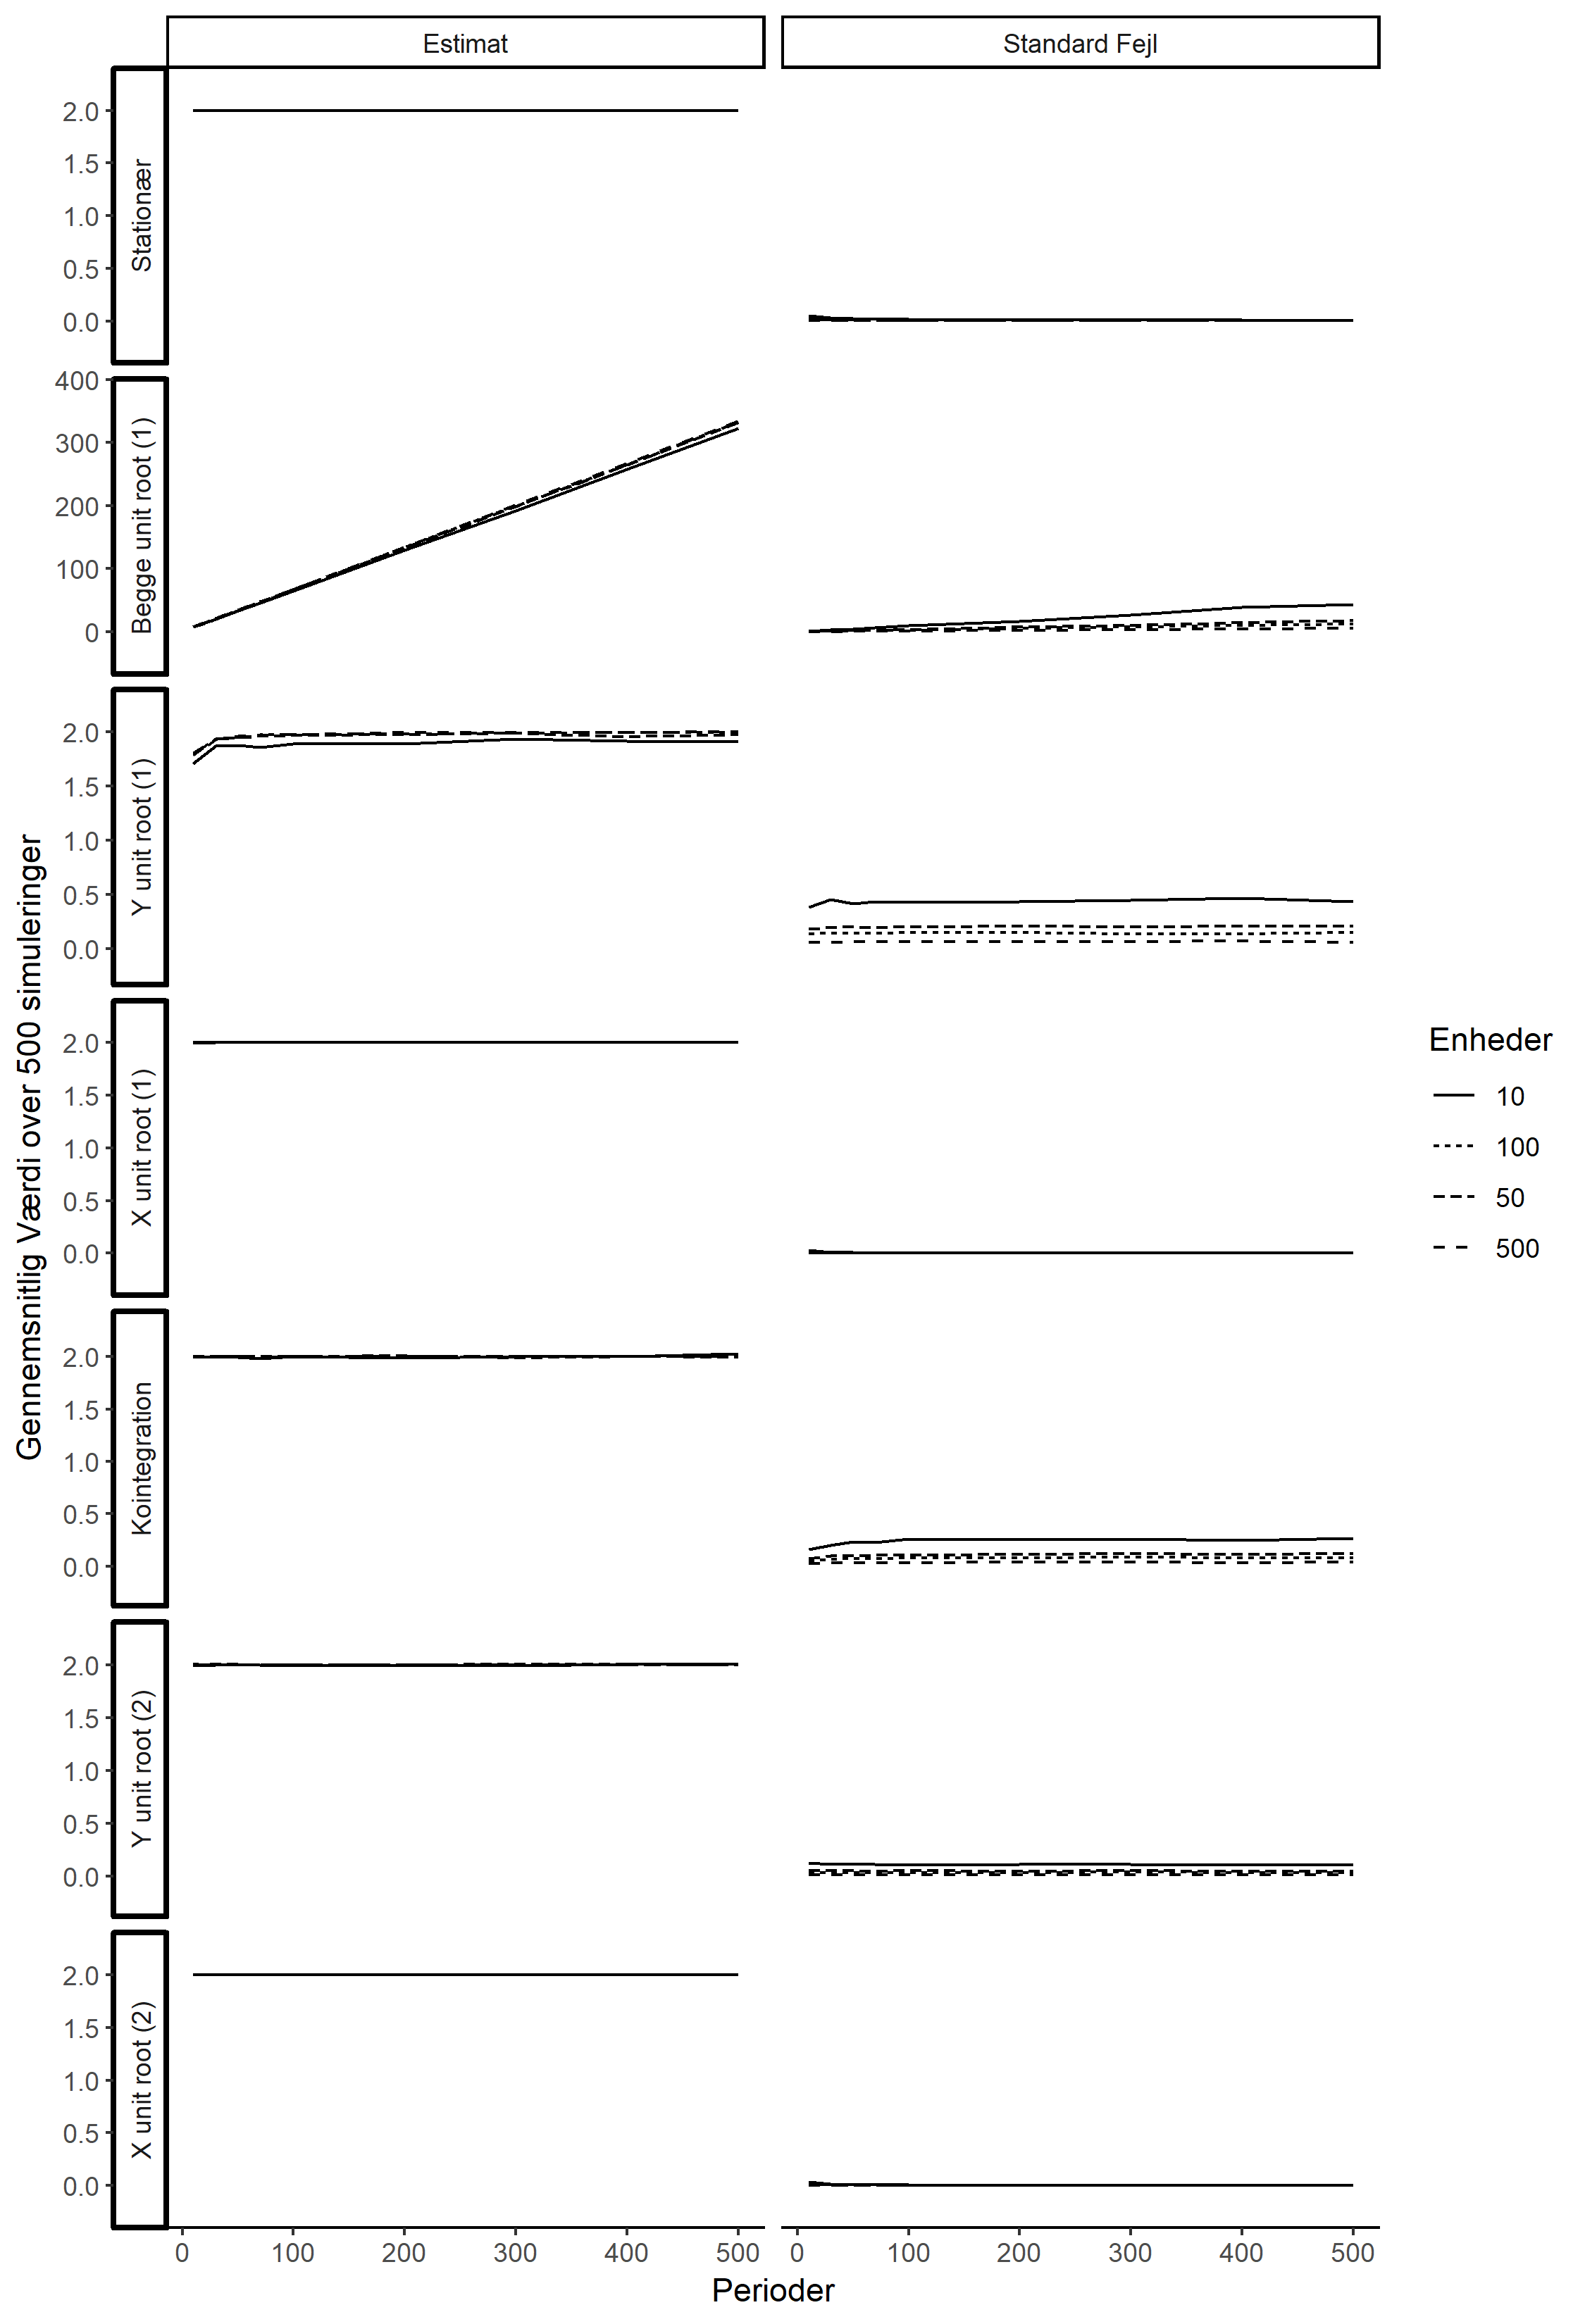 Estimat
Standard Fejl
Gennemsnitlig Værdi over 500 simuleringer
Stationær
2.0
1.5
1.0
0.5
0.0
Begge unit root (1)
400
300
200
100
0
Y unit root (1)
2.0
1.5
1.0
0.5
0.0
X unit root (1)
2.0
1.5
1.0
0.5
0.0
Kointegration
2.0
1.5
1.0
0.5
0.0
Y unit root (2)
2.0
1.5
1.0
0.5
0.0
X unit root (2)
2.0
1.5
1.0
0.5
0.0
0 100 200 300 400 500
0 100 200 300 400 500
Perioder
Enheder
10
100
50
500